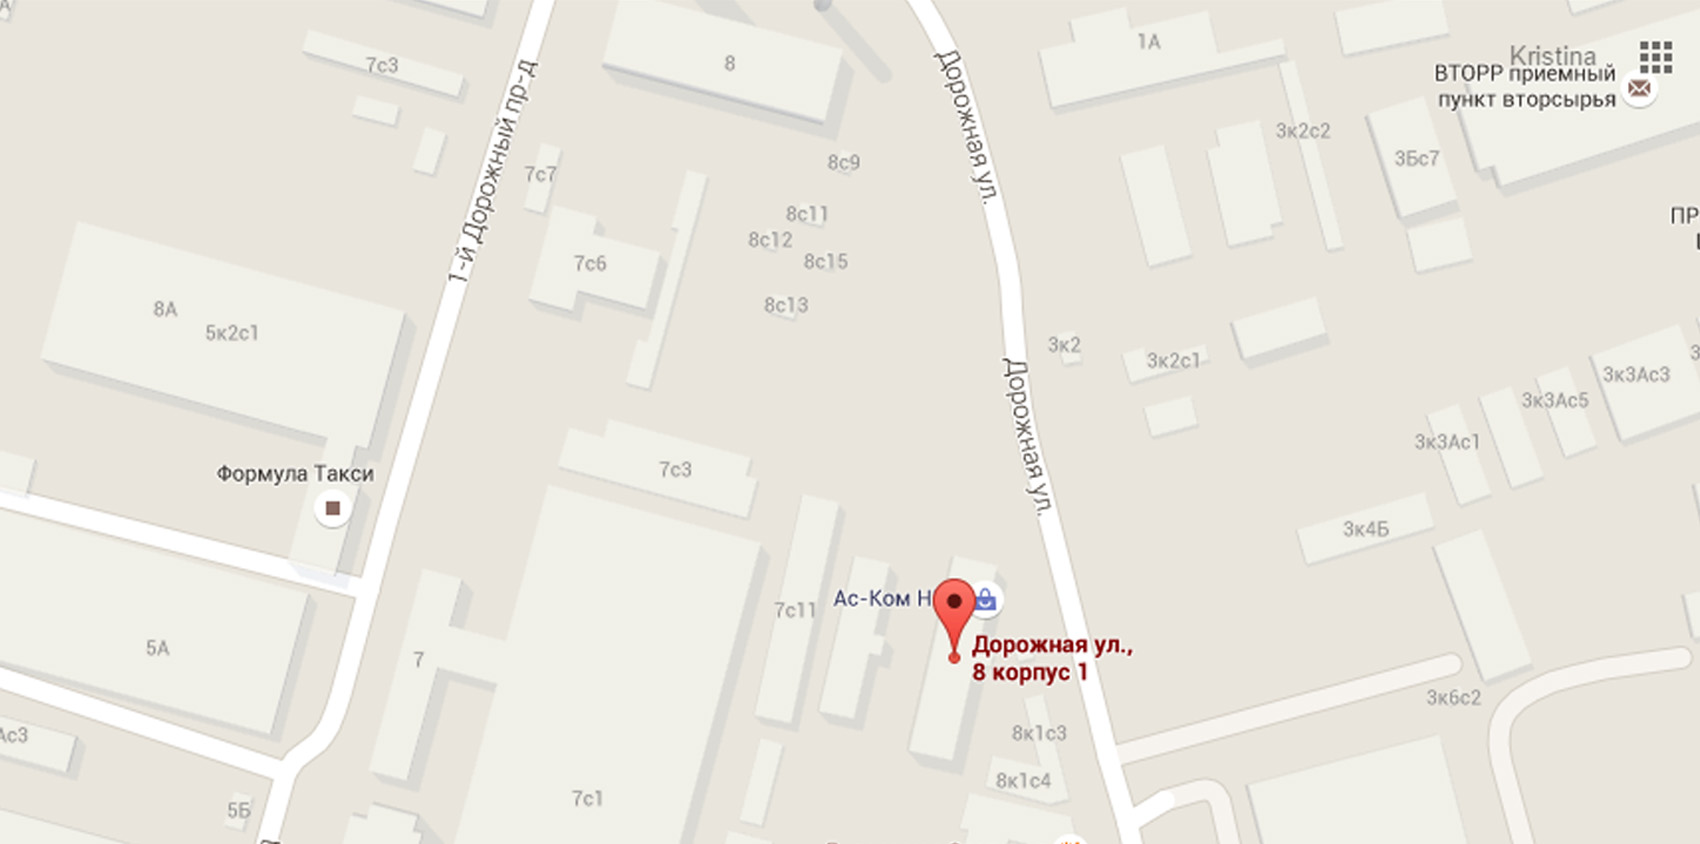 7с3
8
1А
Kristina
ВТОРР приемный
пункт вторсырья
1-й Дорожный пр-д
Дорожная ул.
3к2с2
3Бс7
7с7
8с9
8с11
8с12
8с15
7с6
8с13
ПР
8А
5к2с1
3к2
3к2с1
3к3Ас3
3к3Ас5
3к3Ас1
Дорожная ул.
Формула Такси
7с3
3к4Б
7с11
Ас-Ком Н
Дорожная ул.,
8 корпус 1
5А
7
3к6с2
Ас3
8к1с3
8к1с4
7с1
5Б